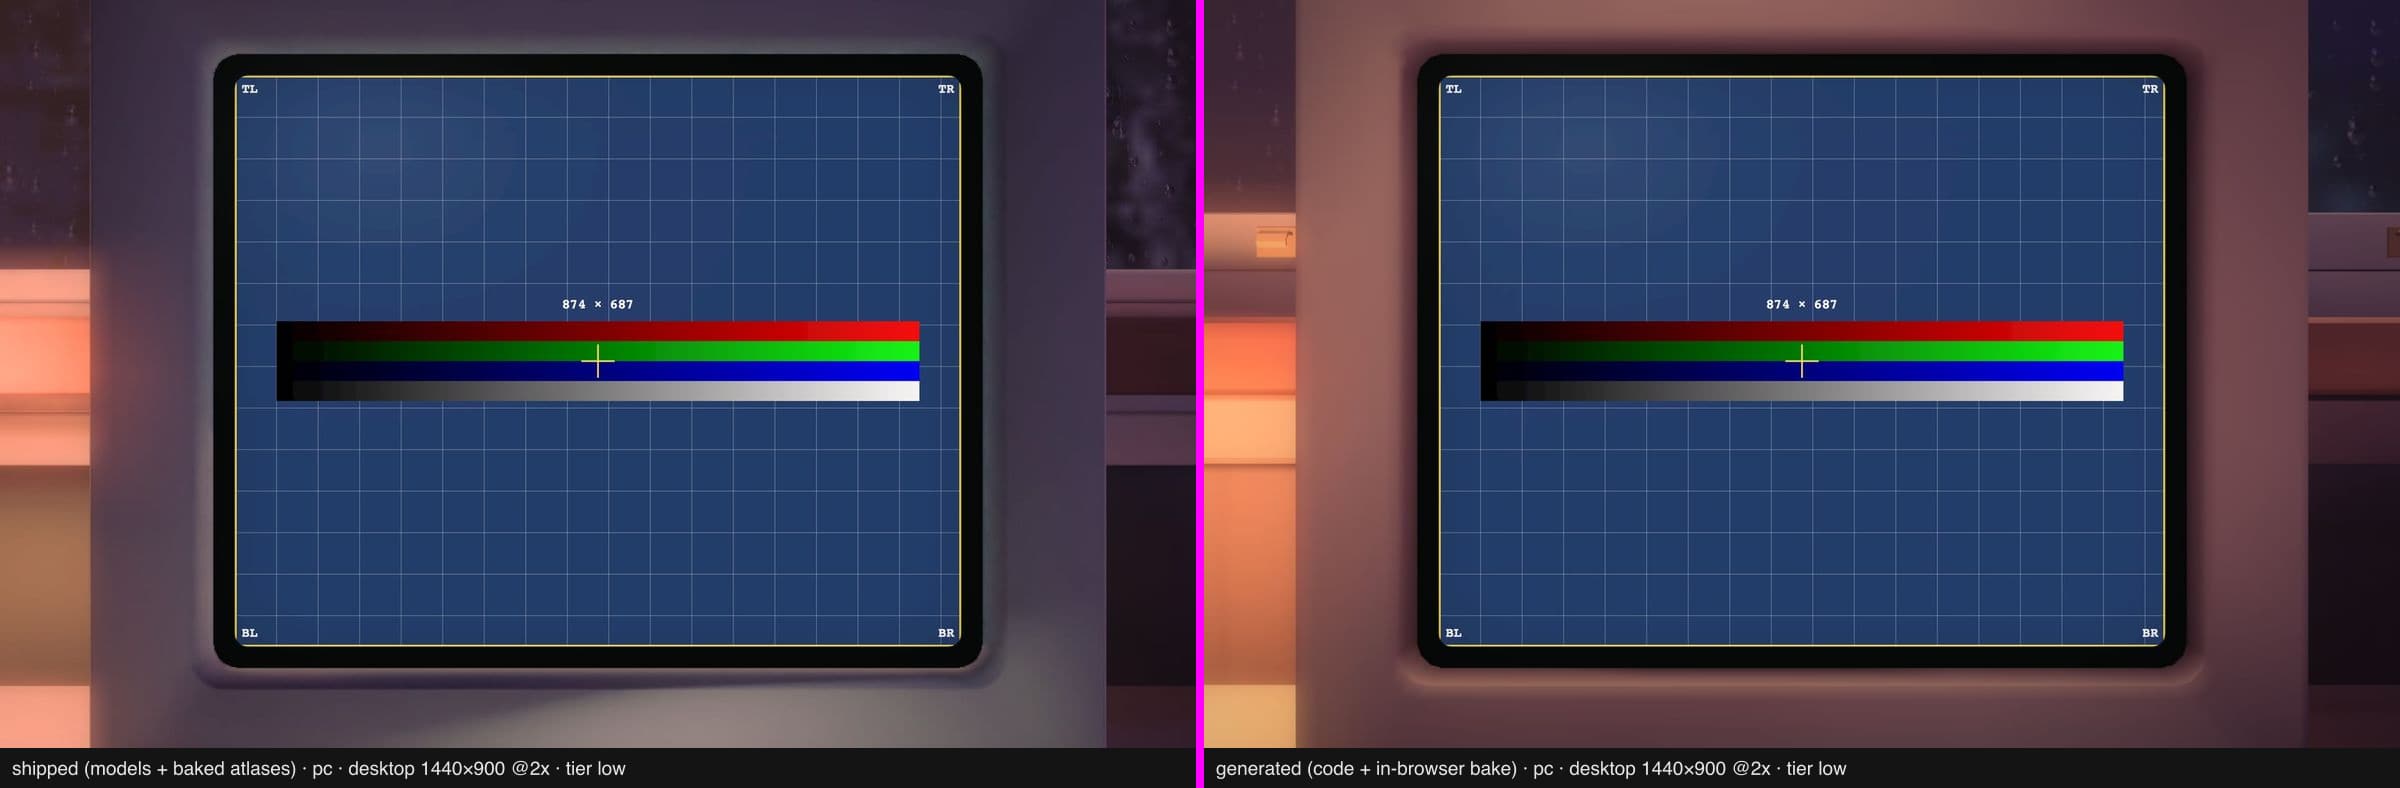 TL TR
874 × 687
BL BR
shipped (models + baked atlases) · pc · desktop 1440×900 @2x · tier low
TL TR
874 × 687
BL BR
generated (code + in-browser bake) · pc · desktop 1440×900 @2x · tier low